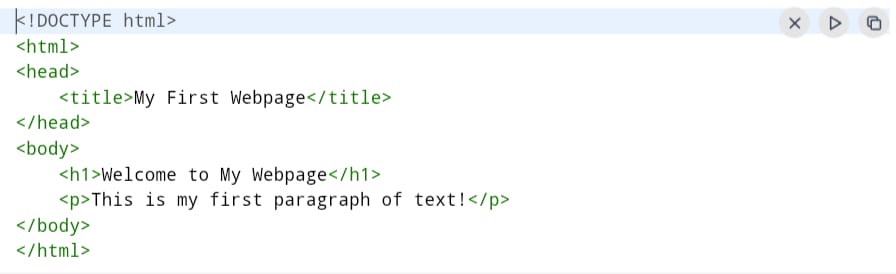 <!DOCTYPE html>
<html>
<head>
    <title>My First Webpage</title>
</head>
<body>
    <h1>Welcome to My Webpage</h1>
    <p>This is my first paragraph of text!</p>
</body>
</html>